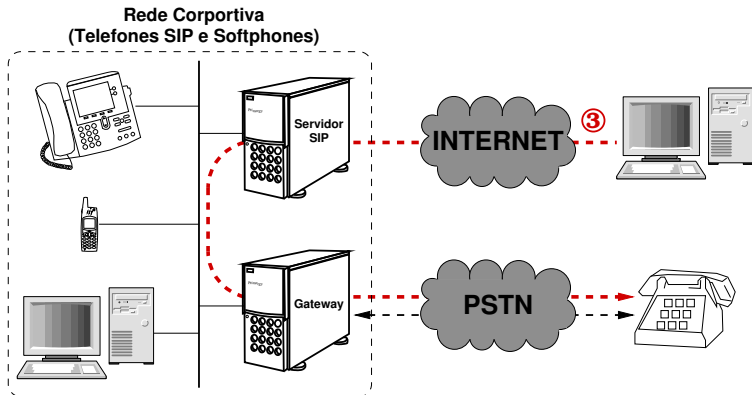 Rede Corportiva
(Telefones SIP e Softphones)
Servidor
SIP
INTERNET
③
Gateway
PSTN